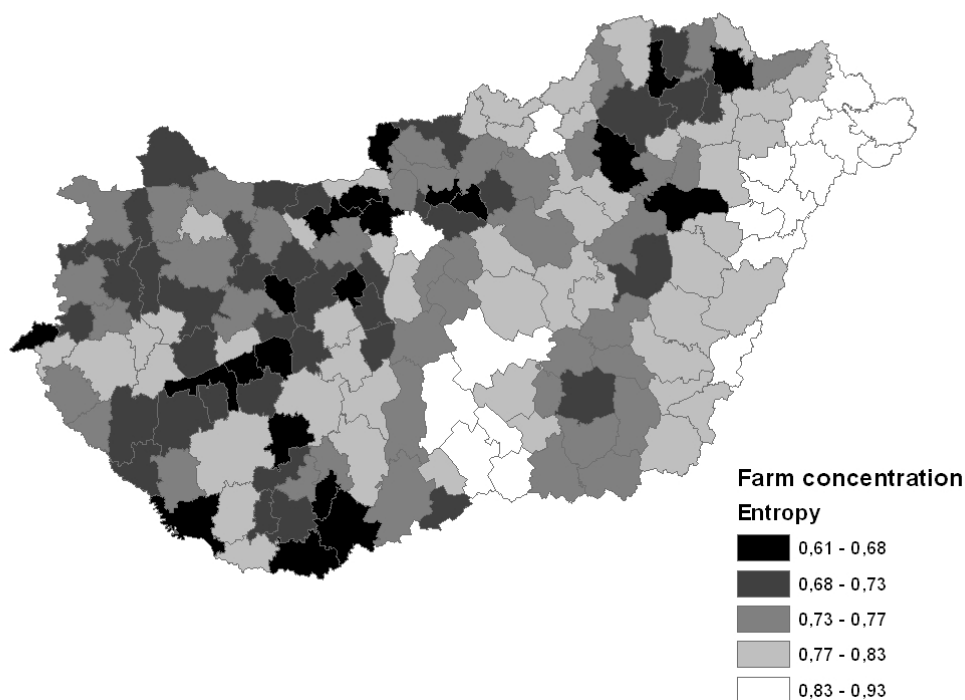 Farm concentration
Entropy
0,61 - 0,68
0,68 - 0,73
0,73 - 0,77
0,77 - 0,83
0,83 - 0,93